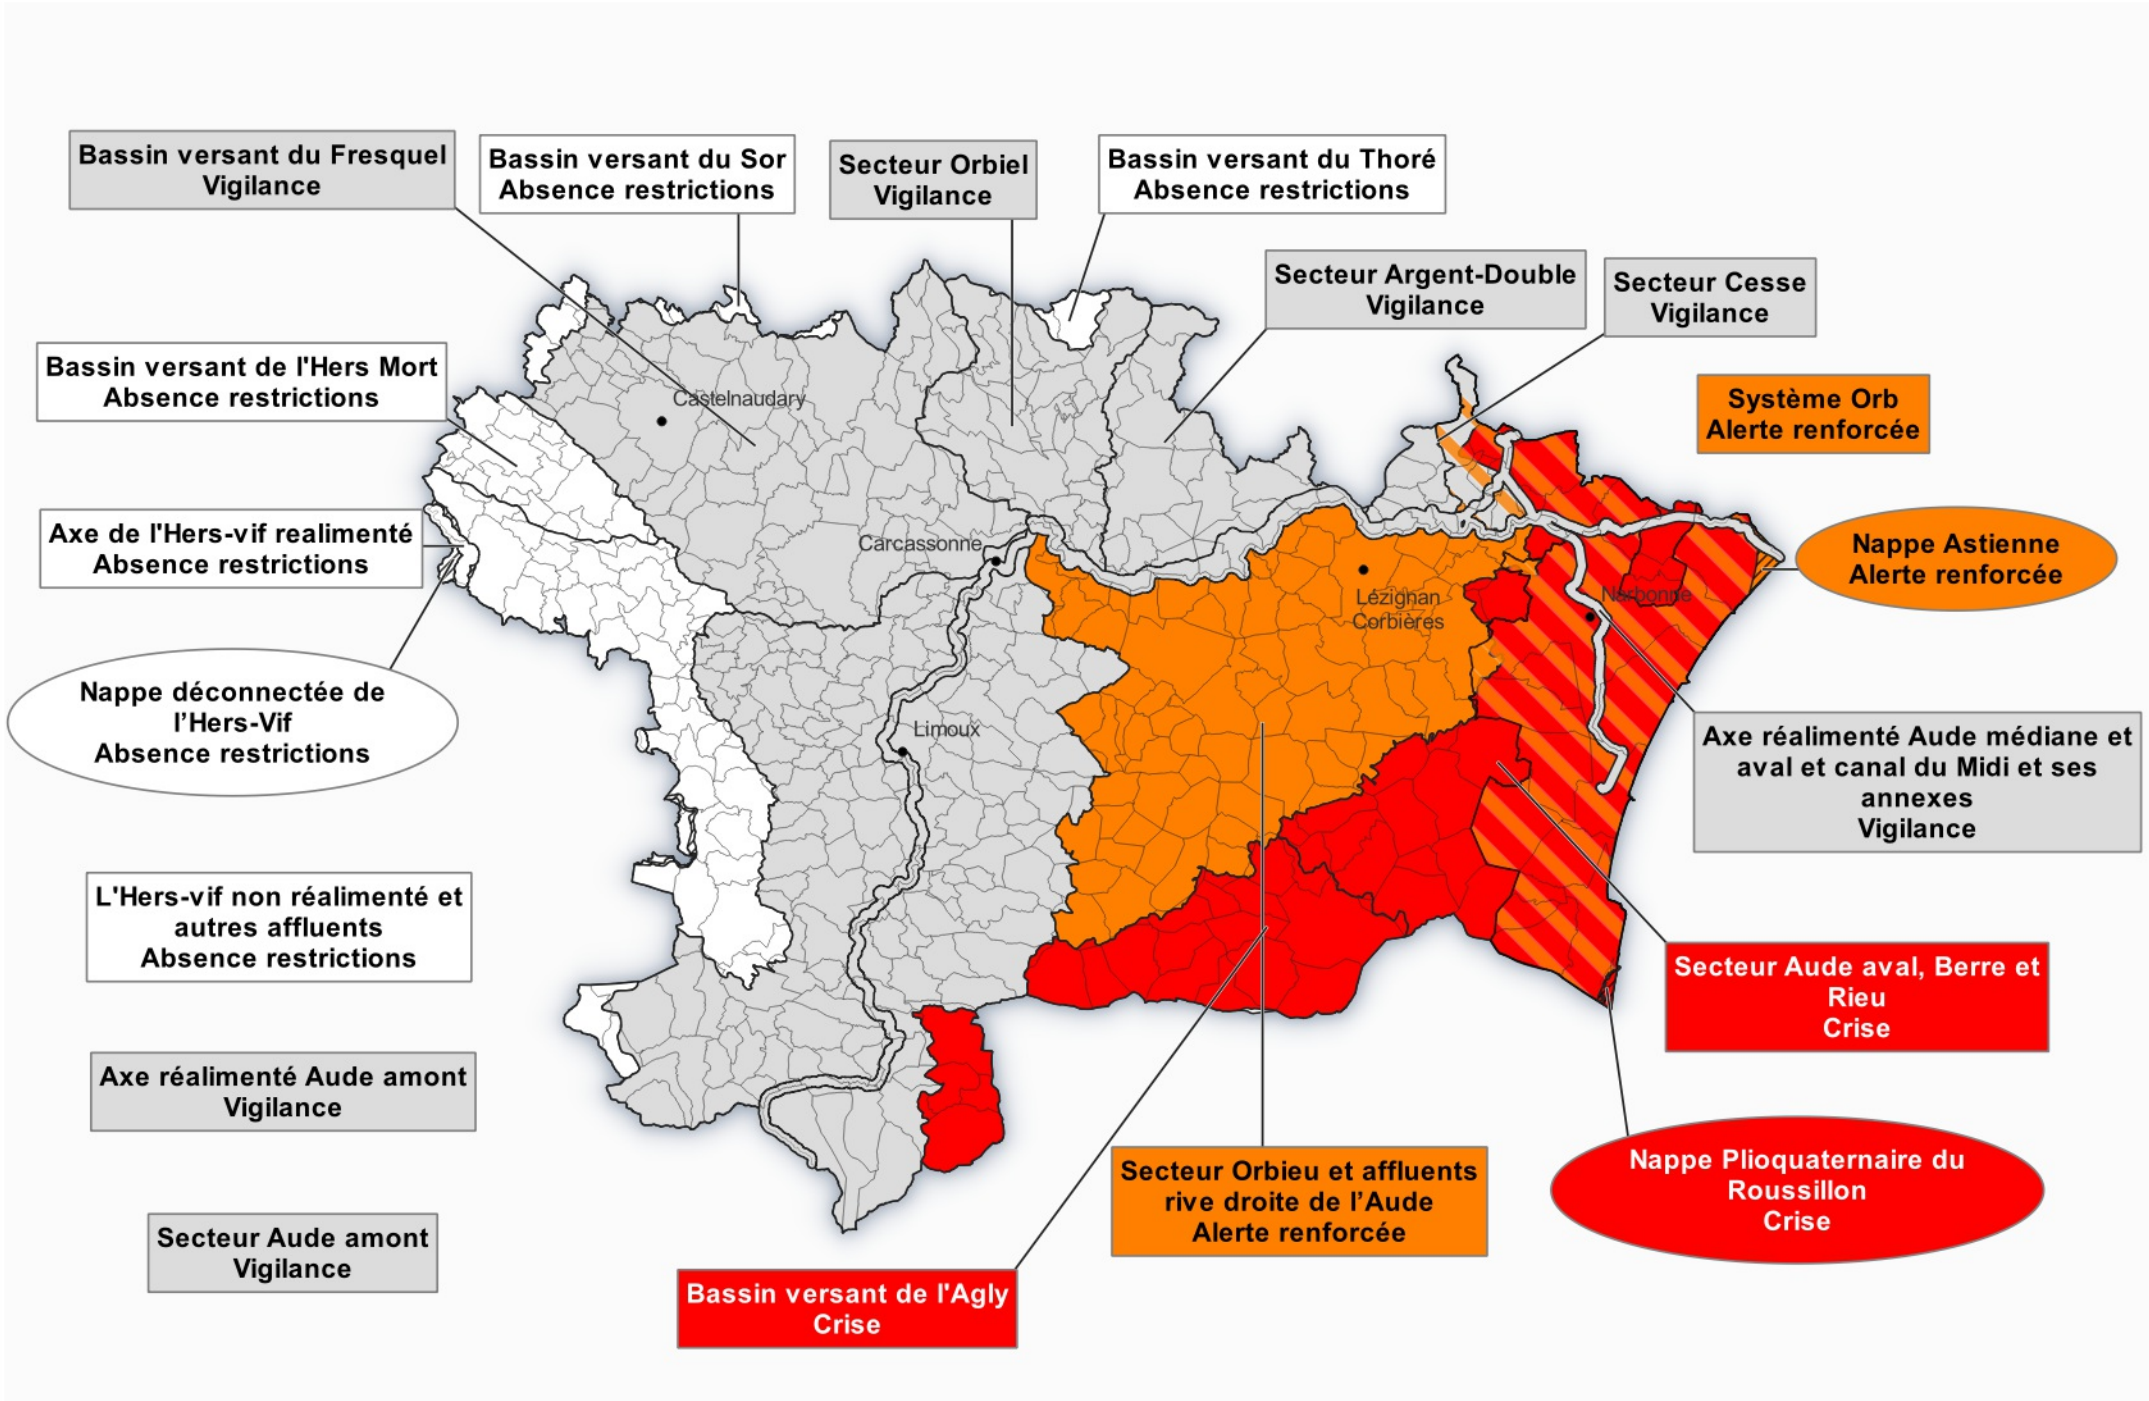 Bassin versant du Fresquel
Vigilance
Bassin versant du Sor
Absence restrictions
Secteur Orbiel
Vigilance
Bassin versant du Thoré
Absence restrictions
Secteur Argent-Double
Vigilance
Secteur Cesse
Vigilance
Bassin versant de l'Hers Mort
Absence restrictions
Système Orb
Alerte renforcée
Castelnaudary
Axe de l'Hers-vif realimenté
Absence restrictions
Carcassonne
Nappe Astienne
Alerte renforcée
Lézignan
Corbières
Narbonne
Nappe déconnectée de
l’Hers-Vif
Absence restrictions
Limoux
Axe réalimenté Aude médiane et
aval et canal du Midi et ses
annexes
Vigilance
L'Hers-vif non réalimenté et
autres affluents
Absence restrictions
Secteur Aude aval, Berre et
Rieu
Crise
Axe réalimenté Aude amont
Vigilance
Secteur Orbieu et affluents
rive droite de l’Aude
Alerte renforcée
Nappe Plioquaternaire du
Roussillon
Crise
Secteur Aude amont
Vigilance
Bassin versant de l'Agly
Crise